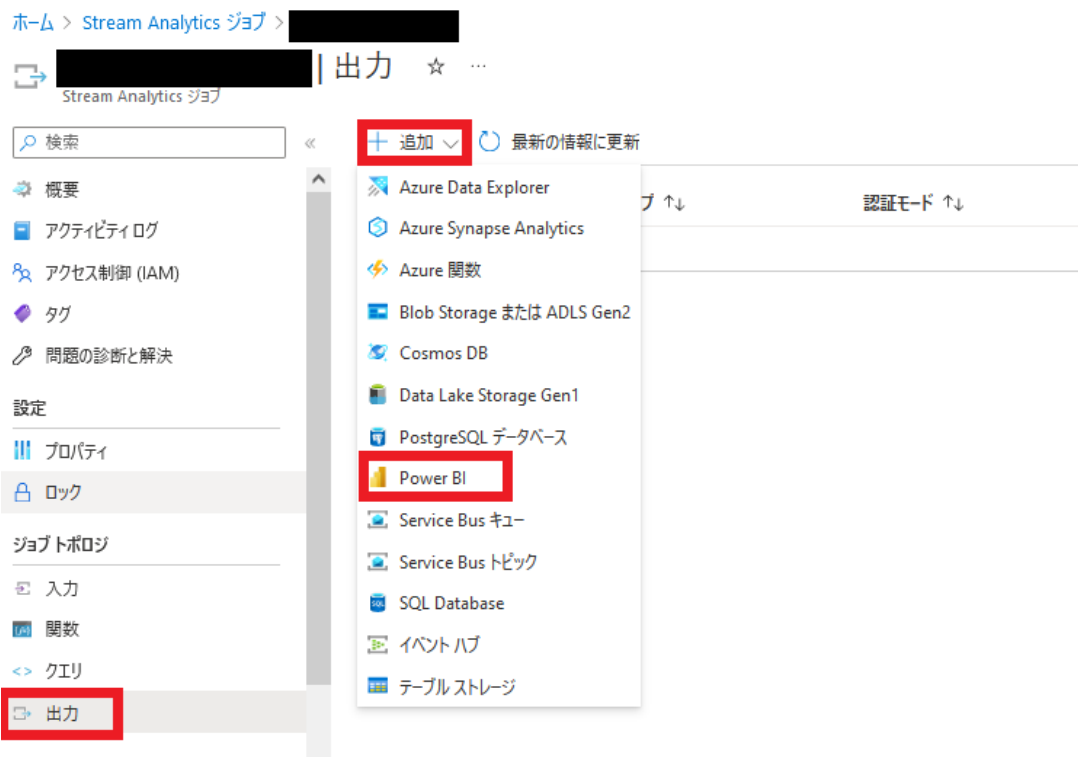 ホーム > Stream Analytics ジョブ >
| 出力 ☆ …
Stream Analytics ジョブ
検索
«
追加
最新の情報に更新
概要
アクティビティ ログ
アクセス制御 (IAM)
タグ
問題の診断と解決
設定
プロパティ
ロック
ジョブ トポロジ
入力
関数
クエリ
出力
Azure Data Explorer
Azure Synapse Analytics
Azure 関数
Blob Storage または ADLS Gen2
Cosmos DB
Data Lake Storage Gen1
PostgreSQL データベース
Power BI
Service Bus キュー
Service Bus トピック
SQL Database
イベント ハブ
テーブル ストレージ
プ ↑↓
認証モード ↑↓